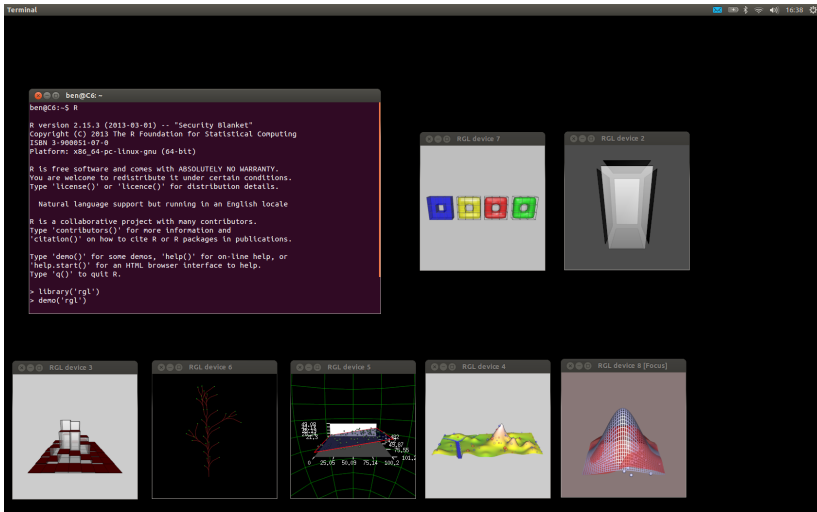 Terminal
16:38
ben@C6: ~
ben@C6:~$ R
R version 2.15.3 (2013-03-01) -- "Security Blanket"
Copyright (C) 2013 The R Foundation for Statistical Computing
ISBN 3-900051-07-0
Platform: x86_64-pc-linux-gnu (64-bit)
R is free software and comes with ABSOLUTELY NO WARRANTY.
You are welcome to redistribute it under certain conditions.
Type 'license()' or 'licence()' for distribution details.
Natural language support but running in an English locale
R is a collaborative project with many contributors.
Type 'contributors()' for more information and
'citation()' on how to cite R or R packages in publications.
Type 'demo()' for some demos, 'help()' for on-line help, or
'help.start()' for an HTML browser interface to help.
Type 'q()' to quit R.
> library('rgl')
> demo('rgl')
RGL device 7
RGL device 2
RGL device 3
RGL device 6
RGL device 5
RGL device 4
RGL device 8 [Focus]
0 25,05 50,09 75,14 100,2